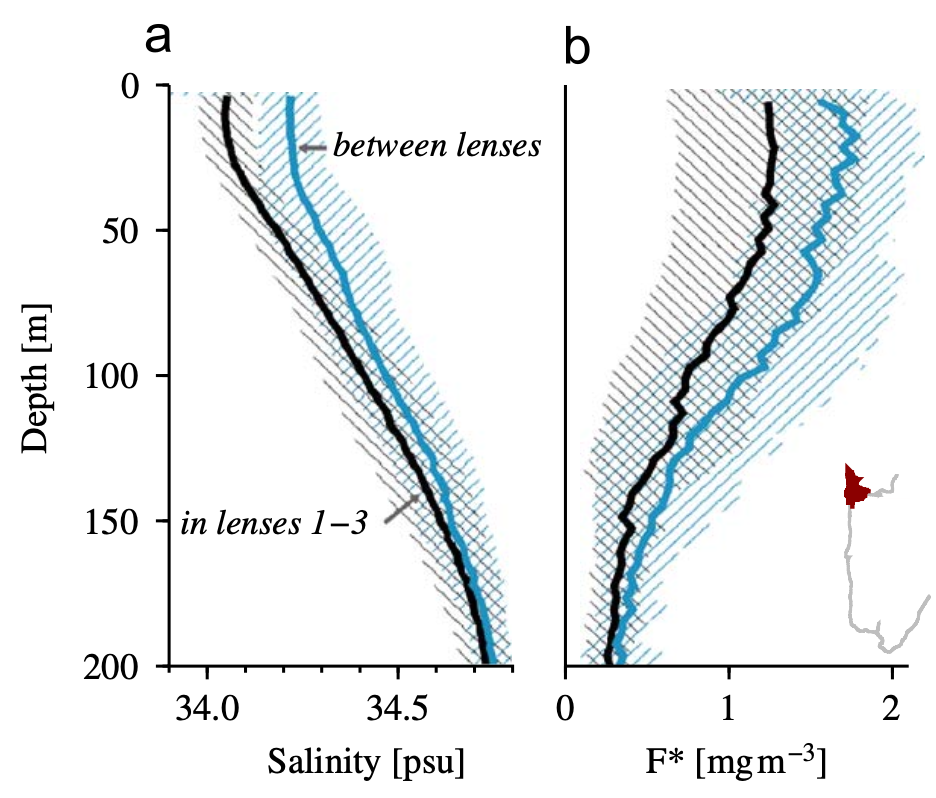 a
b
0
between lenses
50
Depth [m]
100
in lenses 1–3
150
200
34.0 34.5
0 1 2
Salinity [psu]
F* [mg m⁻³]